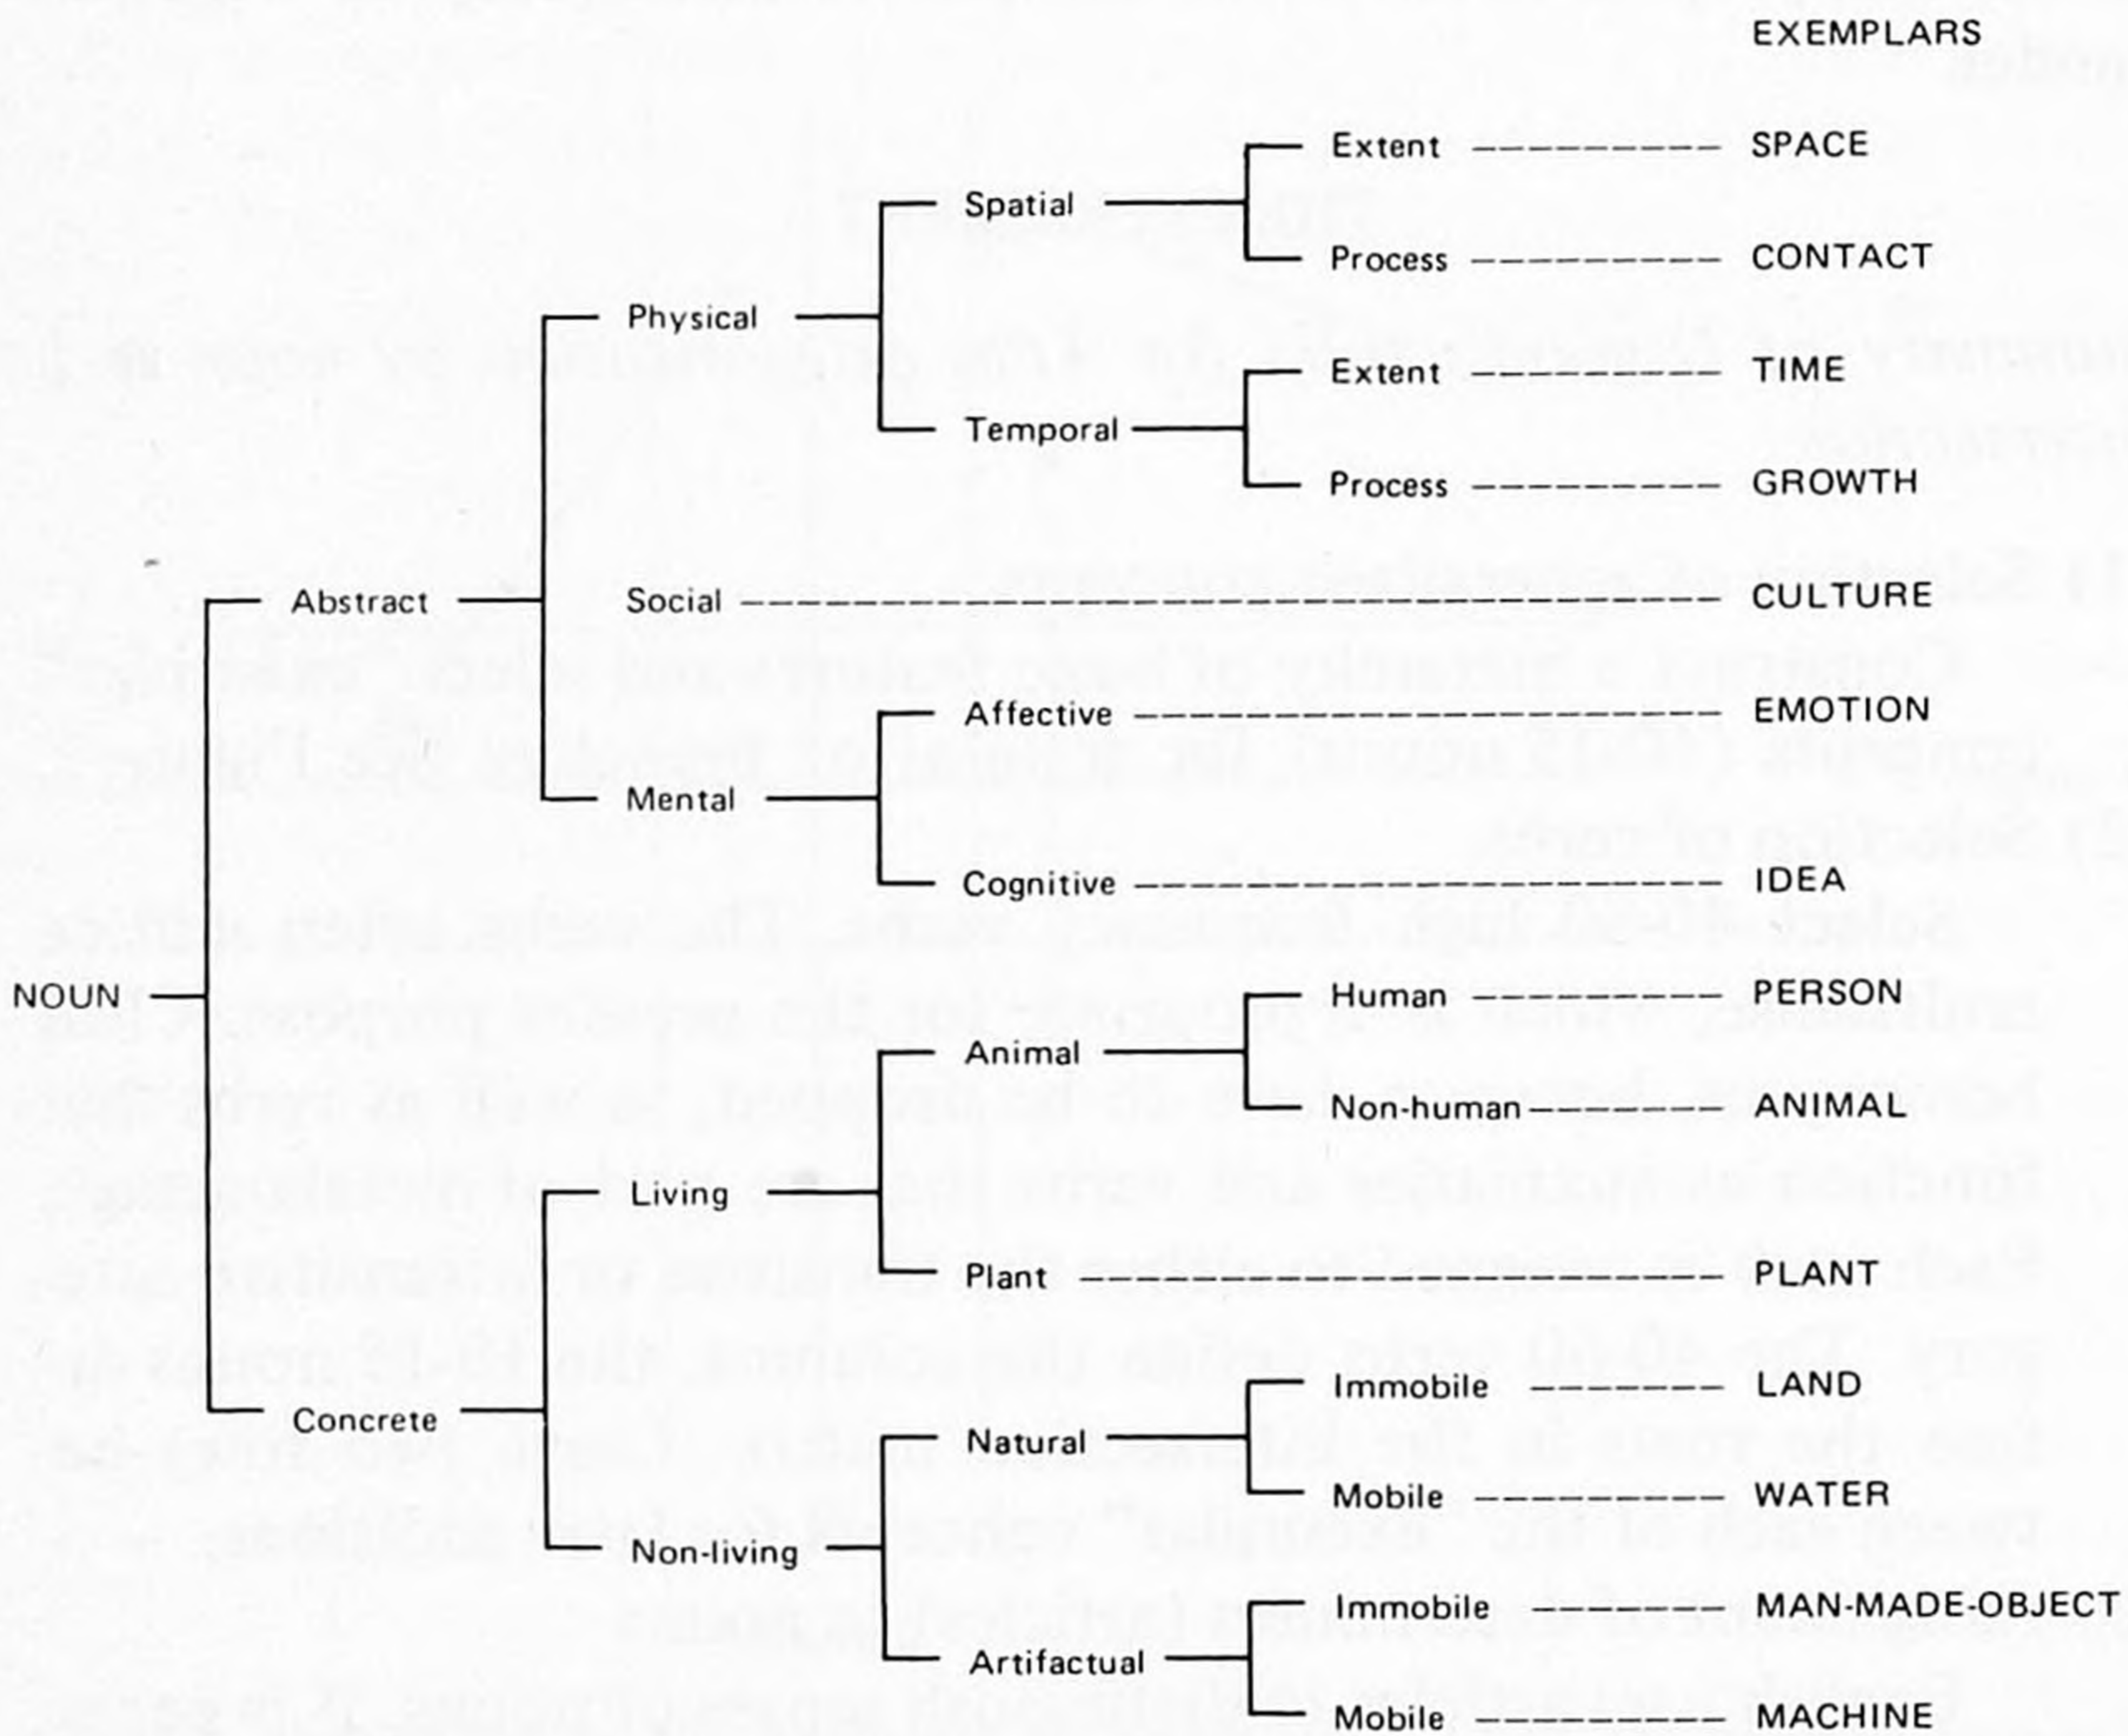 EXEMPLARS
Extent SPACE
Spatial
Process CONTACT
Physical
Extent TIME
Temporal
Process GROWTH
Abstract Social CULTURE
Affective EMOTION
Mental
Cognitive IDEA
NOUN Human PERSON
Animal
Non-human ANIMAL
Living
Plant PLANT
Immobile LAND
Concrete
Natural
Mobile WATER
Non-living
Immobile MAN-MADE-OBJECT
Artifactual
Mobile MACHINE